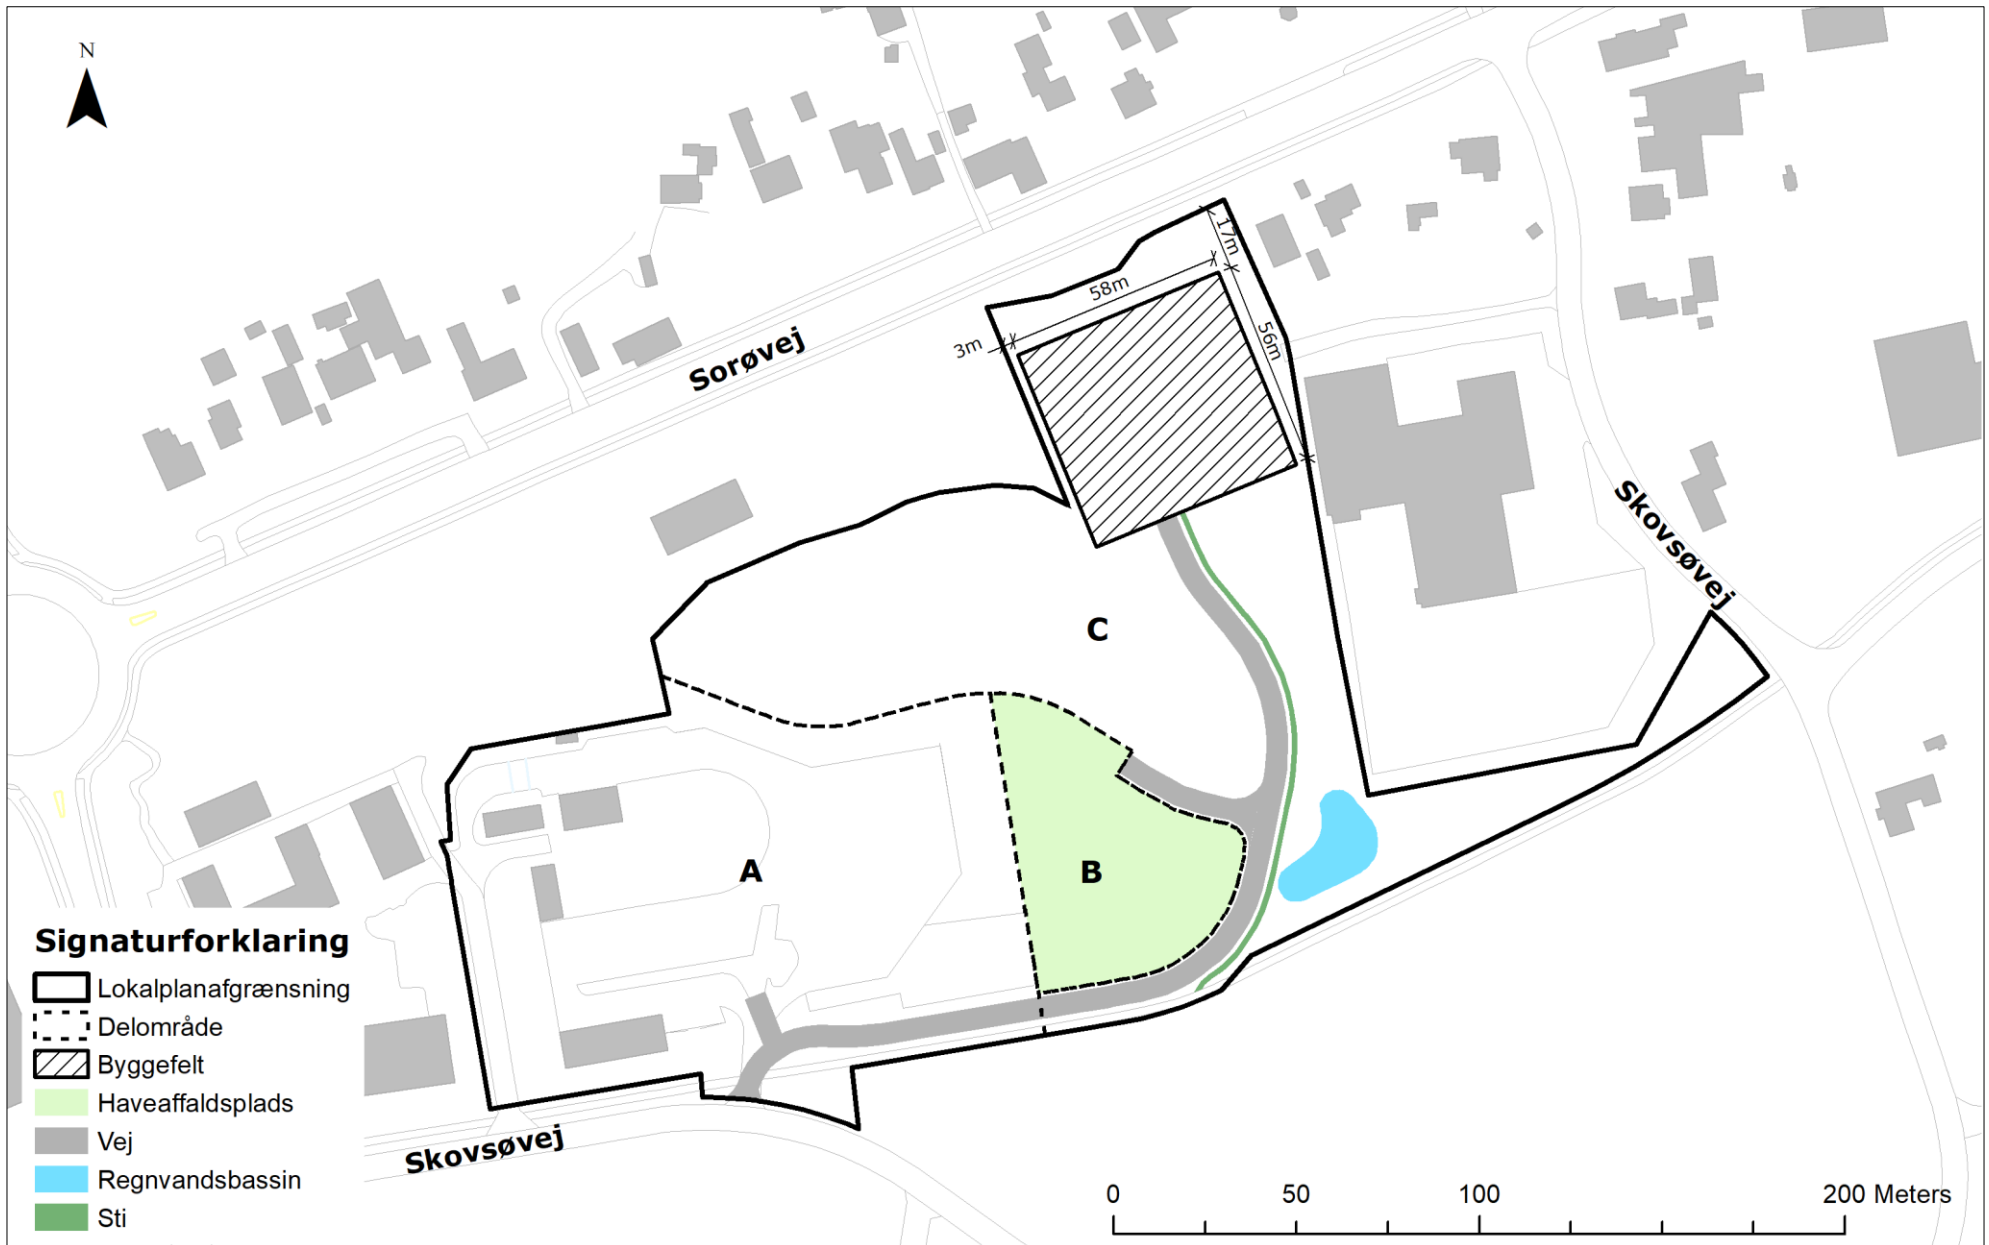 N
17m
58m
3m
56m
Sorøvej
Skovsøvej
C
A
B
Signaturforklaring
Lokalplanafgrænsning
Delområde
Byggefelt
Haveaffaldsplads
Vej
Regnvandsbassin
Sti
Skovsøvej
0 50 100 200 Meters